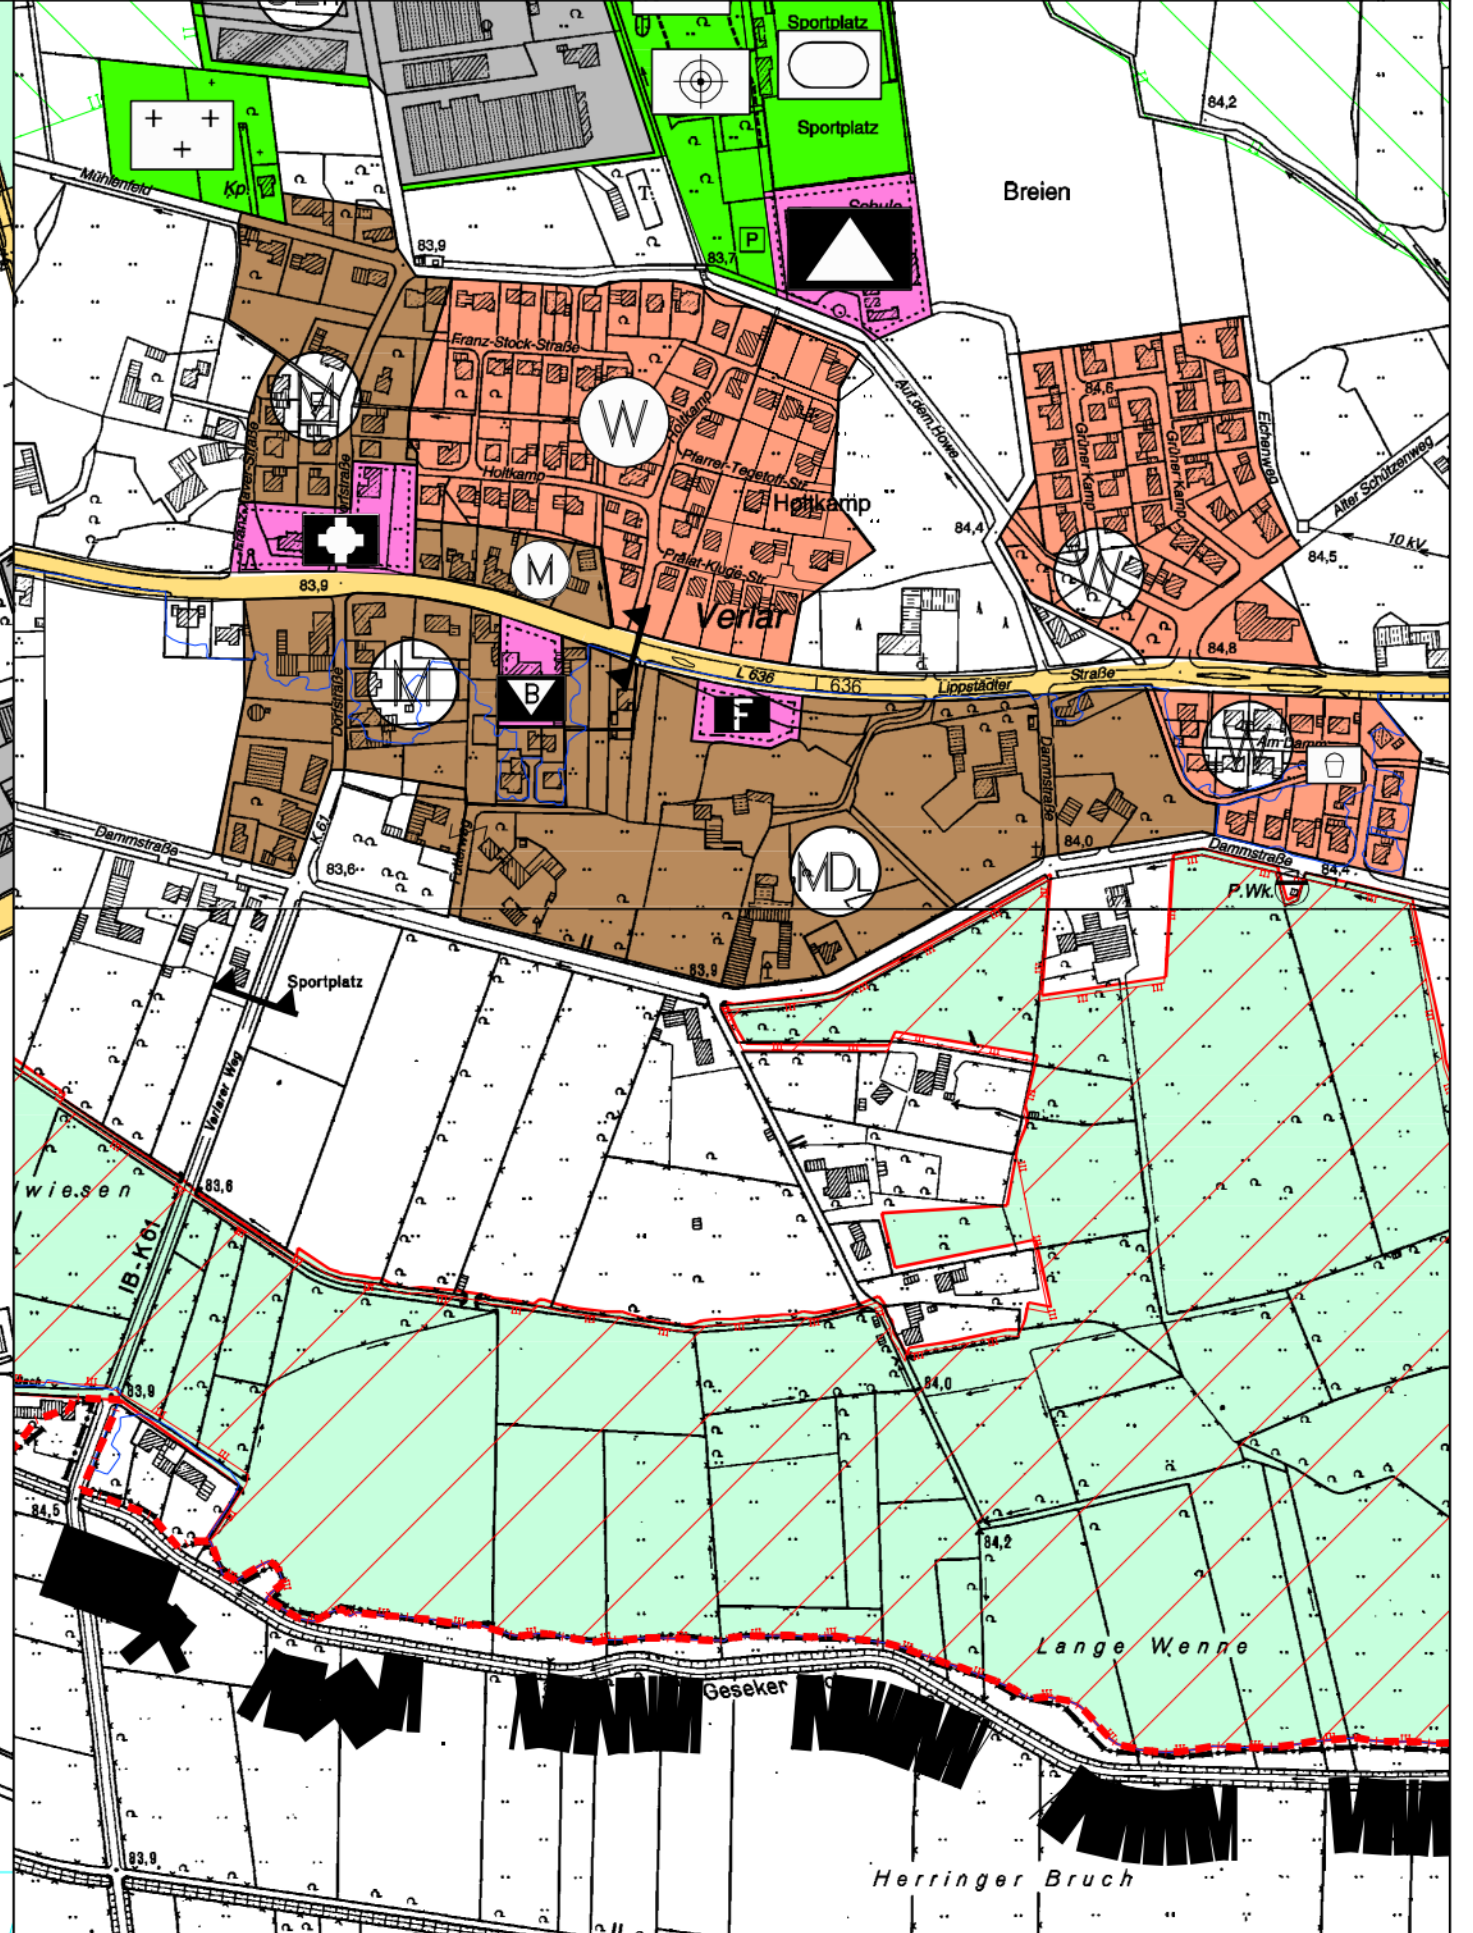 Sportplatz
84,2
Sportplatz
Mühlenfeld
Kp.
T.
Breien
Schule
83,9
P
83,7
Franz-Stock-Straße
84,6
M
W
Holtkamp
Auf dem Howe
Grüner Kamp
Grüner Kamp
Eichenweg
Alter Schützenweg
Holtkamp
Pfarrer-Tegetoff-Str.
Holtkamp
84,4
10 kV
84,5
Prälat-Kluge-Str.
M
W
83,9
Verlar
84,8
L 636
L 636
Lippstädter
Straße
M
B
F
Dorfstraße
W
Am-Damm
Dammstraße
Dammstraße
K 61
83,6
84,0
Dammstraße
84,4
MDL
P.Wk.
83,9
Sportplatz
Verlarer Weg
wiesen
83,6
IB-K61
Bach
83,9
84,0
84,5
84,2
Lange Wenne
Geseker
83,9
Herringer Bruch